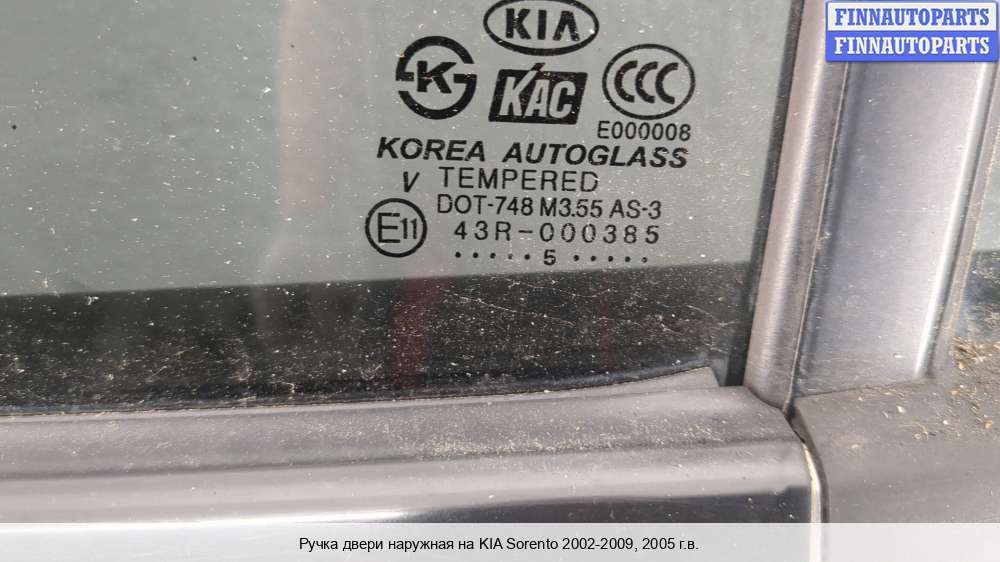 FINNAUTOPARTS
FINNAUTOPARTS
KIA
K
KAC
CCC
E000008
KOREA AUTOGLASS
V TEMPERED
DOT-748 M3.55 AS-3
E11 43R-000385
·····5·····
Ручка двери наружная на KIA Sorento 2002-2009, 2005 г.в.